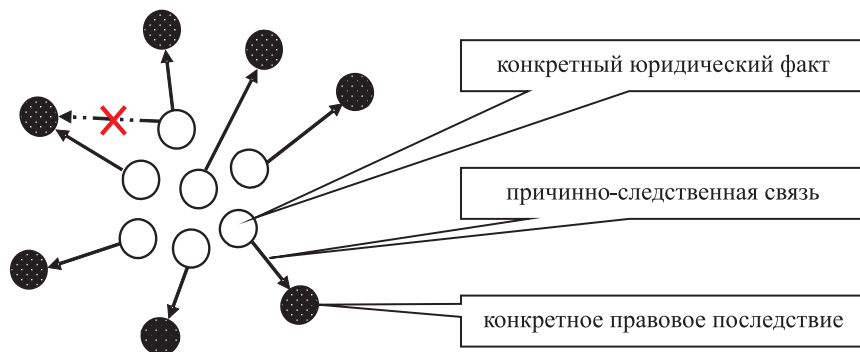 конкретный юридический факт
причинно-следственная связь
конкретное правовое последствие